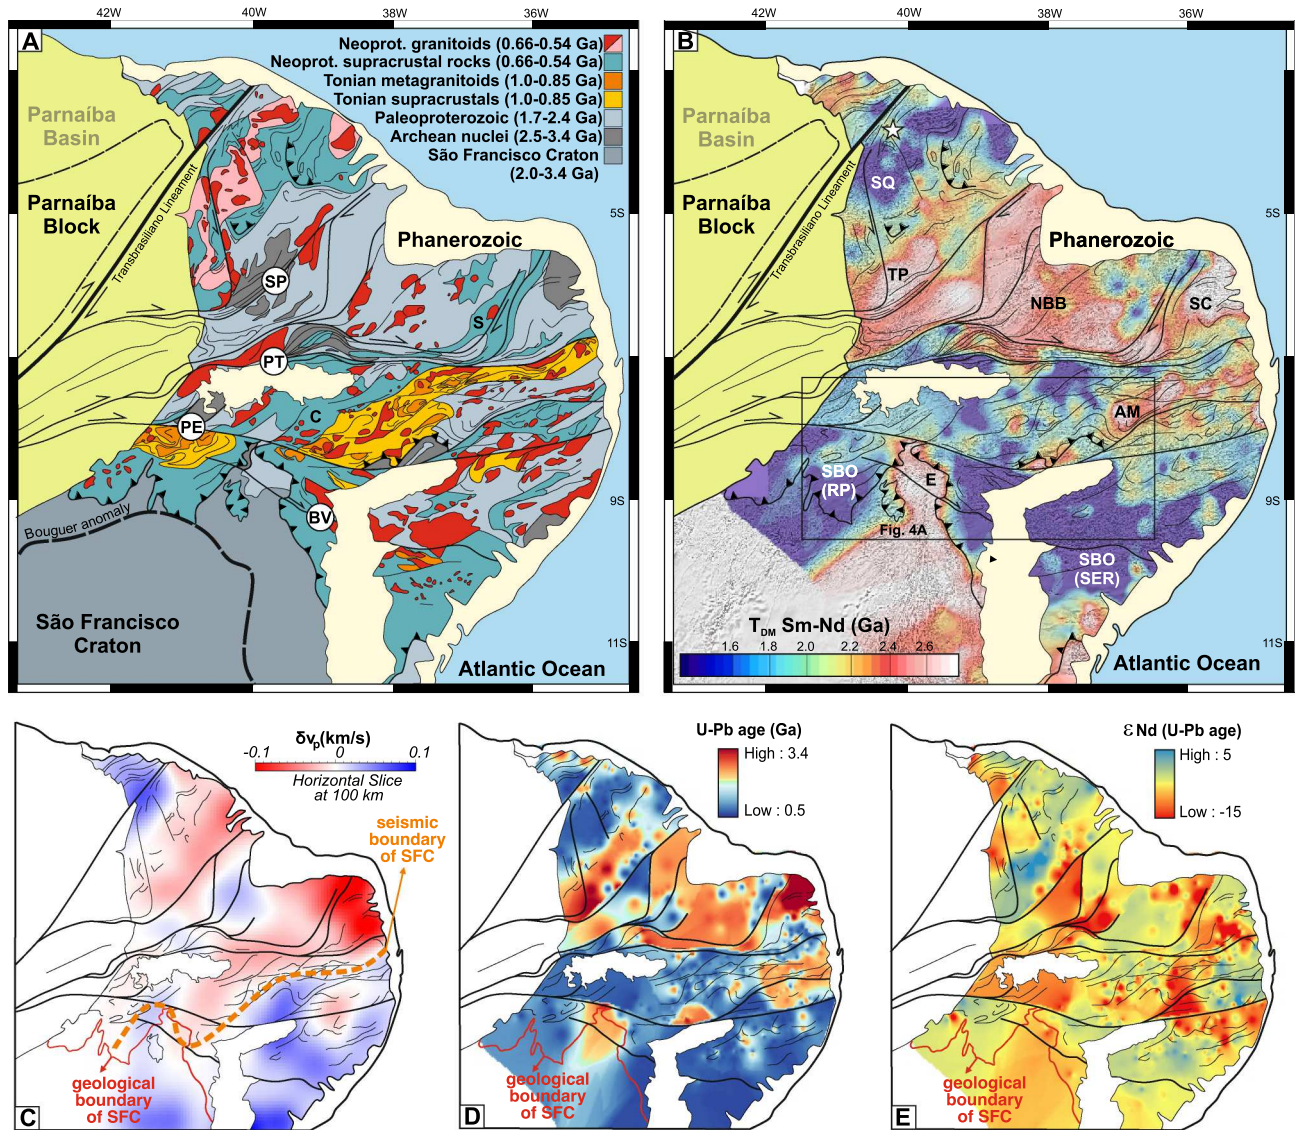 42W
40W
38W
36W
A
Neoprot. granitoids (0.66-0.54 Ga)
Neoprot. supracrustal rocks (0.66-0.54 Ga)
Tonian metagranitoids (1.0-0.85 Ga)
Tonian supracrustals (1.0-0.85 Ga)
Paleoproterozoic (1.7-2.4 Ga)
Archean nuclei (2.5-3.4 Ga)
São Francisco Craton
(2.0-3.4 Ga)
Parnaíba
Basin
Parnaíba
Block
Transbrasiliano Lineament
Phanerozoic
5S
SP
S
PT
C
PE
BV
9S
Bouguer anomaly
São Francisco
Craton
11S
Atlantic Ocean
42W
40W
38W
36W
B
Parnaíba
Basin
Parnaíba
Block
Transbrasiliano Lineament
SQ
Phanerozoic
TP
NBB
SC
AM
SBO
(RP)
E
Fig. 4A
SBO
(SER)
T DM Sm-Nd (Ga)
1.6 1.8 2.0 2.2 2.4 2.6
Atlantic Ocean
δvp(km/s)
-0.1 0 0.1
Horizontal Slice
at 100 km
seismic
boundary
of SFC
geological
boundary
of SFC
C
U-Pb age (Ga)
High : 3.4
Low : 0.5
geological
boundary
of SFC
D
εNd (U-Pb age)
High : 5
Low : -15
geological
boundary
of SFC
E